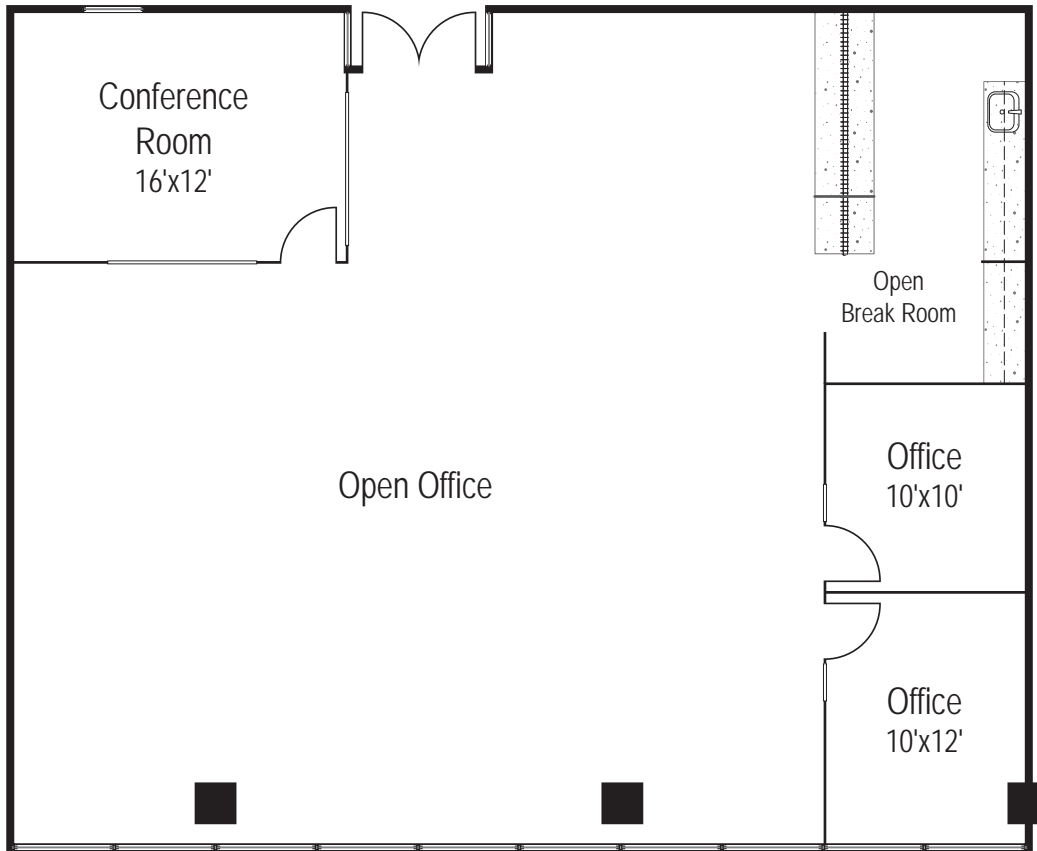 Conference
Room
16'x12'
Open
Break Room
Open Office
Office
10'x10'
Office
10'x12'